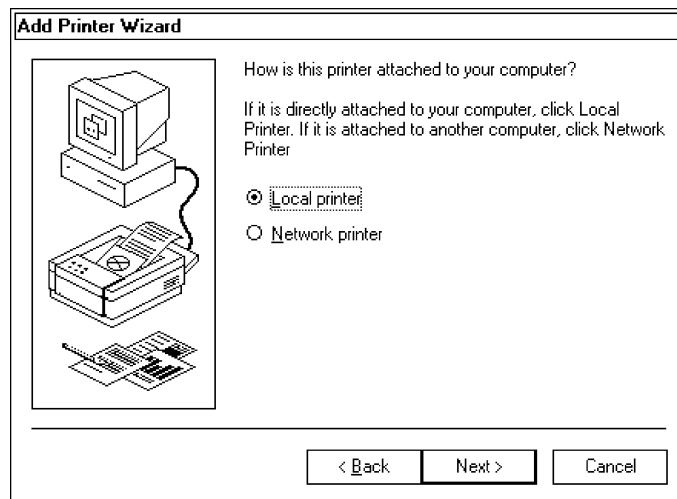 Add Printer Wizard
How is this printer attached to your computer?
If it is directly attached to your computer, click Local
Printer. If it is attached to another computer, click Network
Printer
Local printer
Network printer
< Back
Next >
Cancel